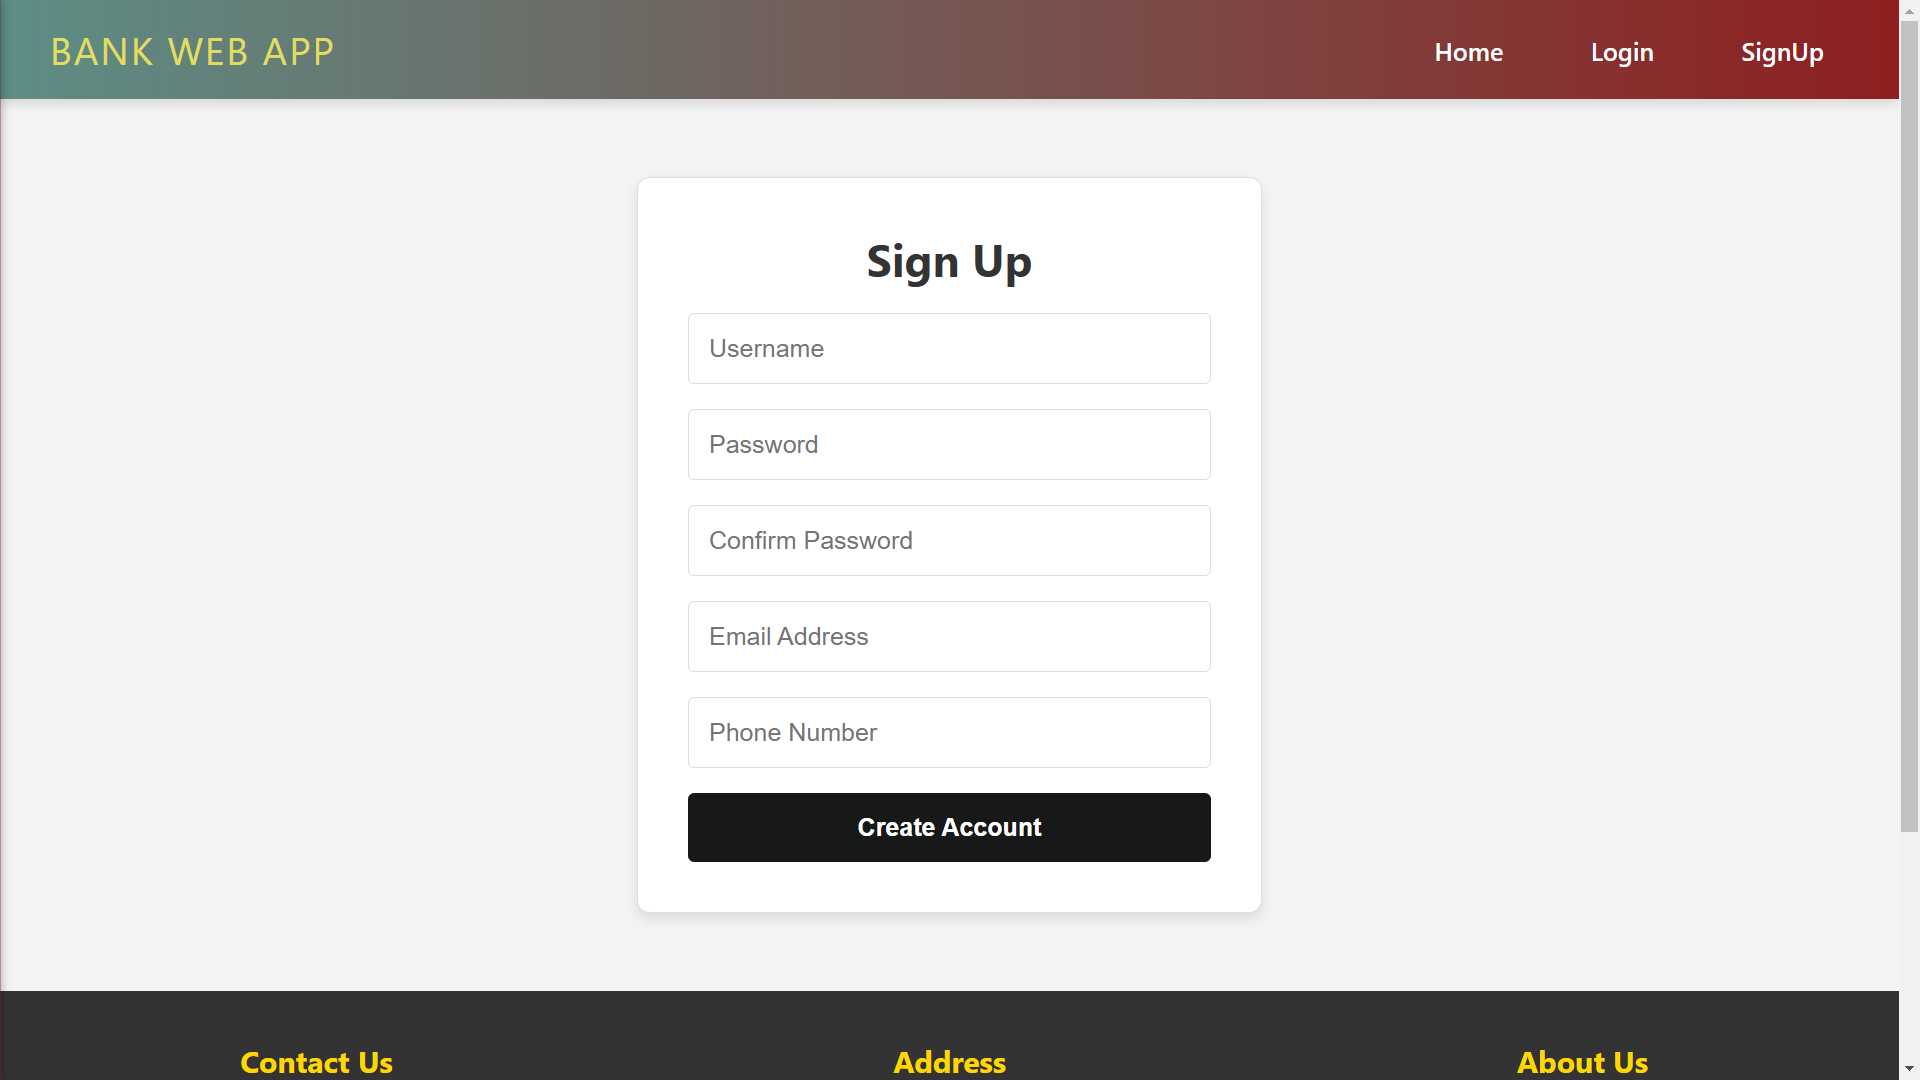 BANK WEB APP
Home Login SignUp
Sign Up
Username
Password
Confirm Password
Email Address
Phone Number
Create Account
Contact Us
Address
About Us